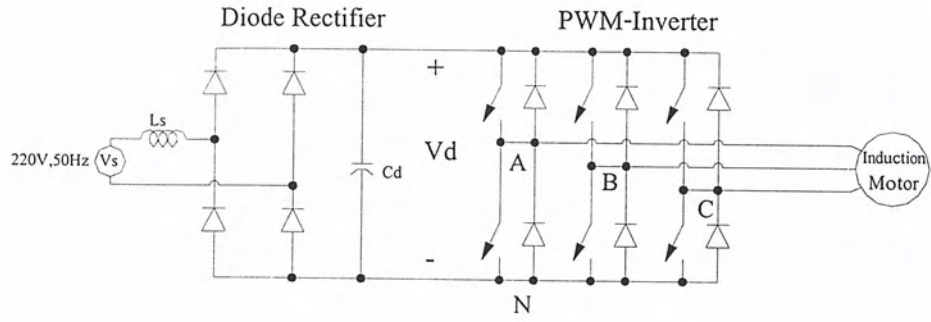 Diode Rectifier
PWM-Inverter
+
Ls
220V,50Hz
Vs
Cd
Vd
A
B
C
Induction
Motor
-
N